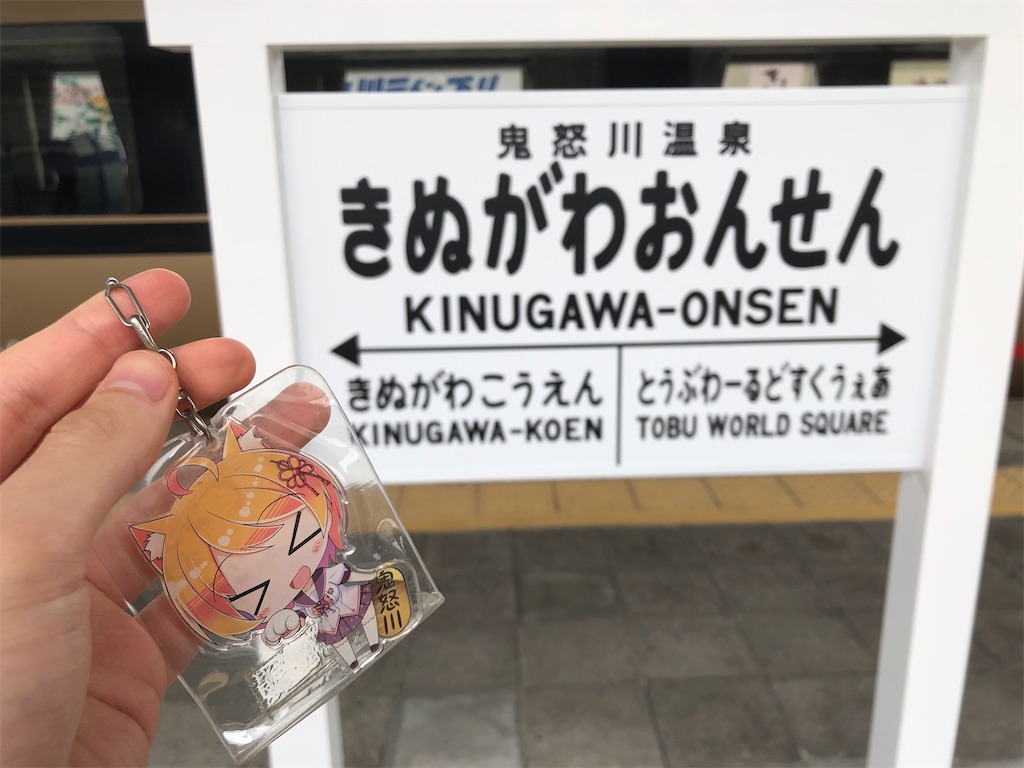 鬼怒川温泉
きぬがわおんせん
KINUGAWA-ONSEN
きぬがわこうえん
KINUGAWA-KOEN
とうぶわーるどすくうぇあ
TOBU WORLD SQUARE
鬼怒川